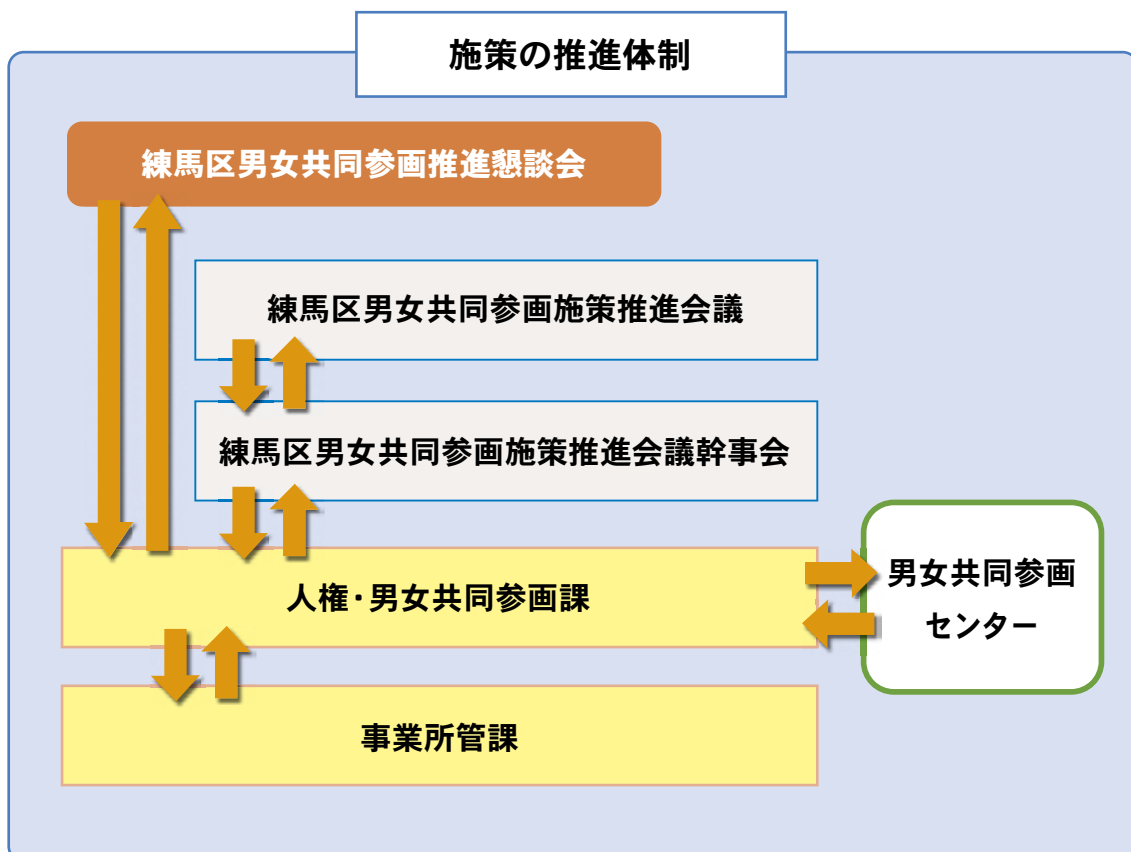 施策の推進体制
練馬区男女共同参画推進懇談会
練馬区男女共同参画施策推進会議
練馬区男女共同参画施策推進会議幹事会
人権・男女共同参画課
男女共同参画
センター
事業所管課